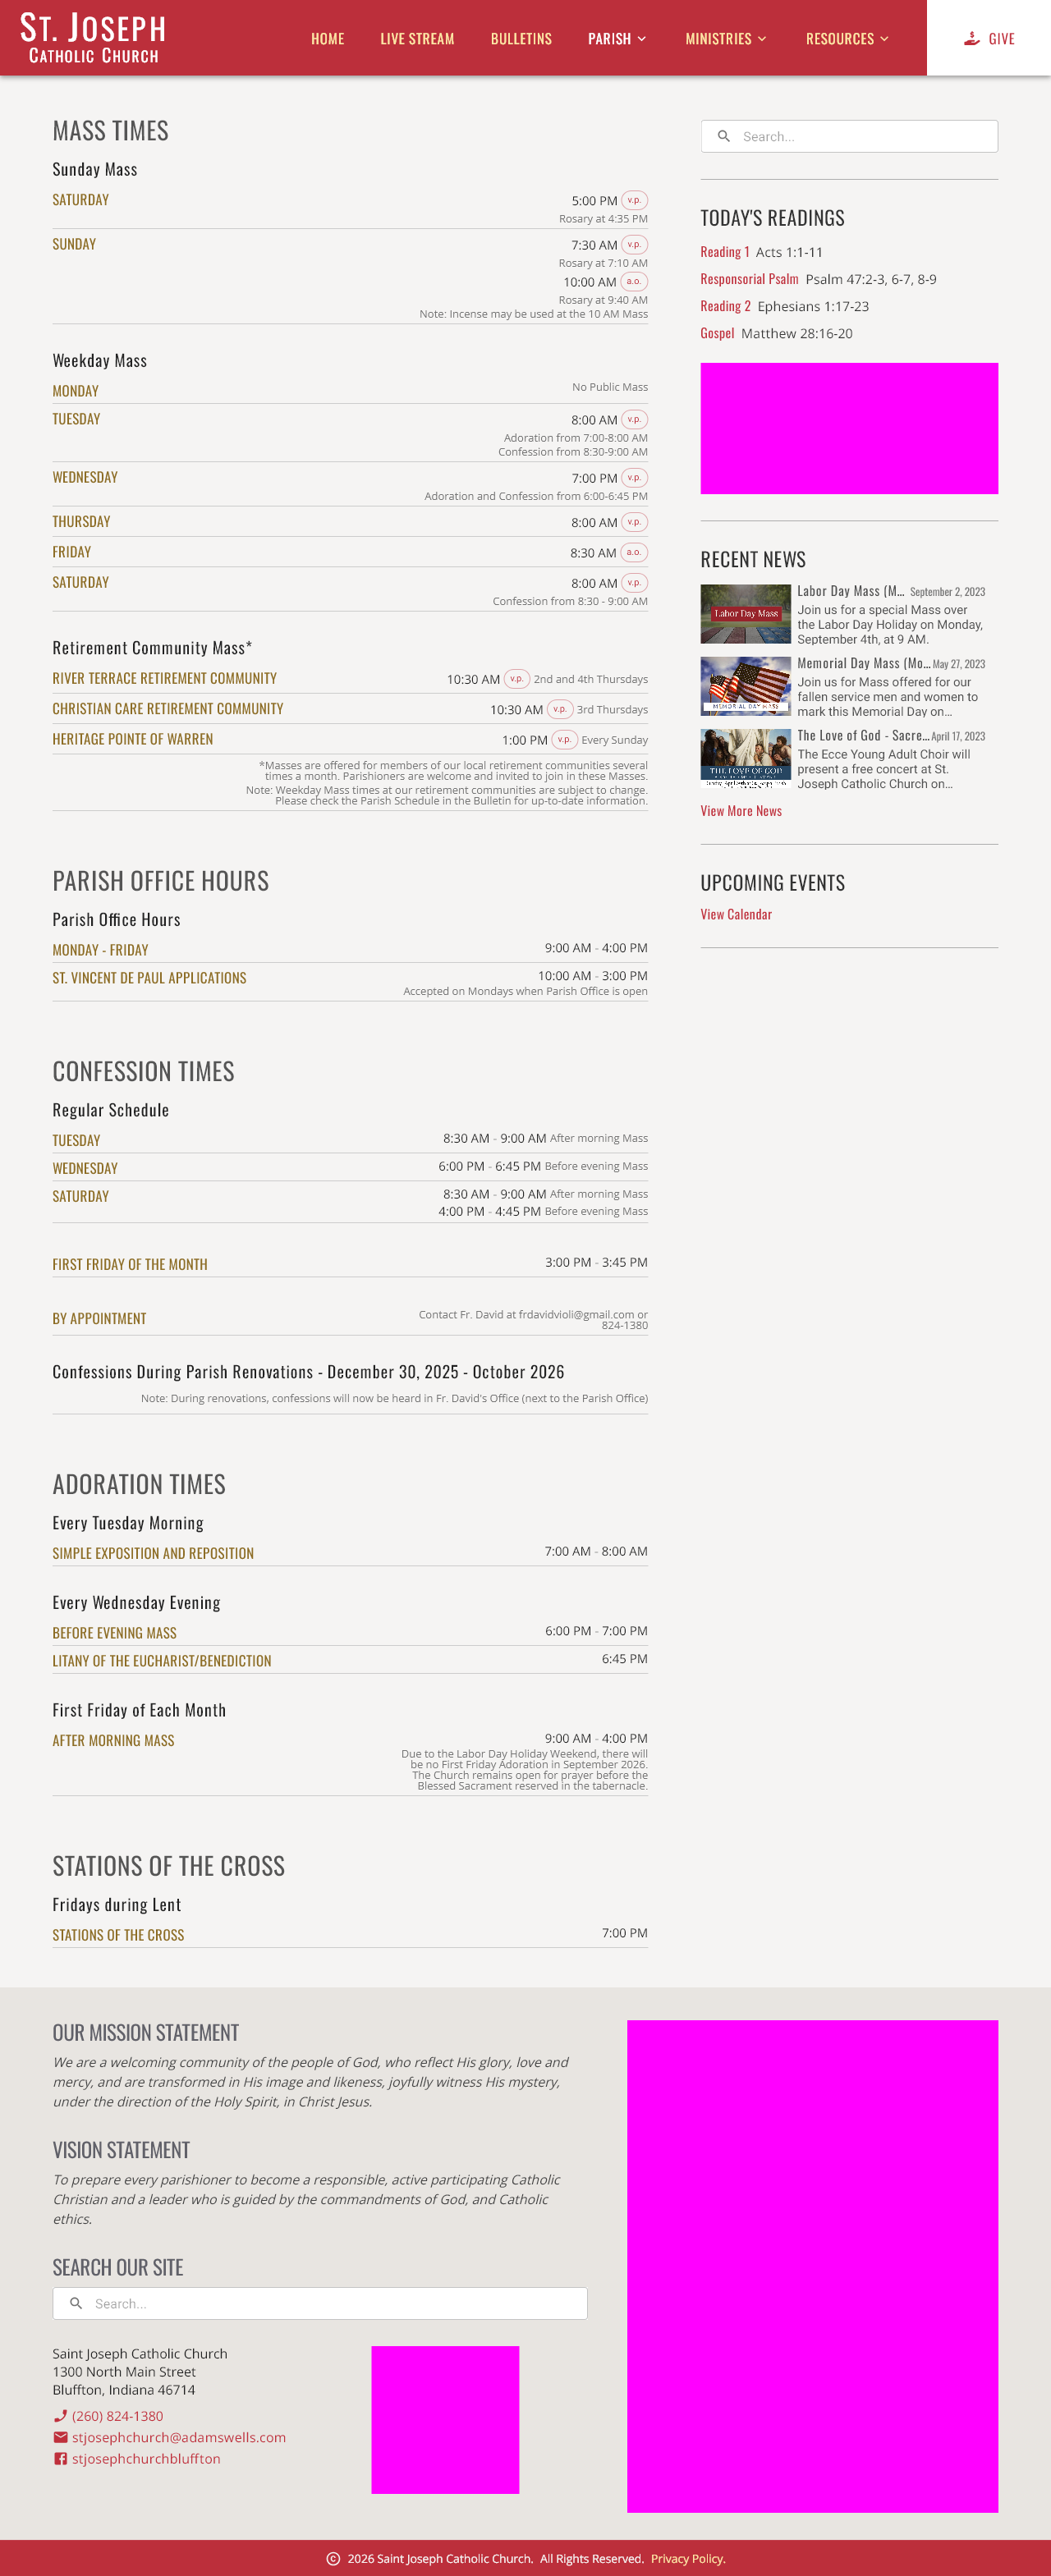 ST. JOSEPH
CATHOLIC CHURCH
HOME
LIVE STREAM
BULLETINS
PARISH
MINISTRIES
RESOURCES
GIVE
MASS TIMES
Sunday Mass
SATURDAY
5:00 PM v.p.
Rosary at 4:35 PM
SUNDAY
7:30 AM v.p.
Rosary at 7:10 AM
10:00 AM a.o.
Rosary at 9:40 AM
Note: Incense may be used at the 10 AM Mass
Weekday Mass
MONDAY
No Public Mass
TUESDAY
8:00 AM v.p.
Adoration from 7:00-8:00 AM
Confession from 8:30-9:00 AM
WEDNESDAY
7:00 PM v.p.
Adoration and Confession from 6:00-6:45 PM
THURSDAY
8:00 AM v.p.
FRIDAY
8:30 AM a.o.
SATURDAY
8:00 AM v.p.
Confession from 8:30 - 9:00 AM
Retirement Community Mass*
RIVER TERRACE RETIREMENT COMMUNITY
10:30 AM v.p. 2nd and 4th Thursdays
CHRISTIAN CARE RETIREMENT COMMUNITY
10:30 AM v.p. 3rd Thursdays
HERITAGE POINTE OF WARREN
1:00 PM v.p. Every Sunday
*Masses are offered for members of our local retirement communities several
times a month. Parishioners are welcome and invited to join in these Masses.
Note: Weekday Mass times at our retirement communities are subject to change.
Please check the Parish Schedule in the Bulletin for up-to-date information.
PARISH OFFICE HOURS
Parish Office Hours
MONDAY - FRIDAY
9:00 AM - 4:00 PM
ST. VINCENT DE PAUL APPLICATIONS
10:00 AM - 3:00 PM
Accepted on Mondays when Parish Office is open
CONFESSION TIMES
Regular Schedule
TUESDAY
8:30 AM - 9:00 AM After morning Mass
WEDNESDAY
6:00 PM - 6:45 PM Before evening Mass
SATURDAY
8:30 AM - 9:00 AM After morning Mass
4:00 PM - 4:45 PM Before evening Mass
FIRST FRIDAY OF THE MONTH
3:00 PM - 3:45 PM
BY APPOINTMENT
Contact Fr. David at frdavidvioli@gmail.com or
824-1380
Confessions During Parish Renovations - December 30, 2025 - October 2026
Note: During renovations, confessions will now be heard in Fr. David's Office (next to the Parish Office)
ADORATION TIMES
Every Tuesday Morning
SIMPLE EXPOSITION AND REPOSITION
7:00 AM - 8:00 AM
Every Wednesday Evening
BEFORE EVENING MASS
6:00 PM - 7:00 PM
LITANY OF THE EUCHARIST/BENEDICTION
6:45 PM
First Friday of Each Month
AFTER MORNING MASS
9:00 AM - 4:00 PM
Due to the Labor Day Holiday Weekend, there will
be no First Friday Adoration in September 2026.
The Church remains open for prayer before the
Blessed Sacrament reserved in the tabernacle.
STATIONS OF THE CROSS
Fridays during Lent
STATIONS OF THE CROSS
7:00 PM
Search...
TODAY'S READINGS
Reading 1 Acts 1:1-11
Responsorial Psalm Psalm 47:2-3, 6-7, 8-9
Reading 2 Ephesians 1:17-23
Gospel Matthew 28:16-20
RECENT NEWS
Labor Day Mass
Labor Day Mass (M... September 2, 2023
Join us for a special Mass over
the Labor Day Holiday on Monday,
September 4th, at 9 AM.
MEMORIAL DAY MASS
Memorial Day Mass (Mo... May 27, 2023
Join us for Mass offered for our
fallen service men and women to
mark this Memorial Day on...
THE LOVE OF GOD
The Love of God - Sacre... April 17, 2023
The Ecce Young Adult Choir will
present a free concert at St.
Joseph Catholic Church on...
View More News
UPCOMING EVENTS
View Calendar
OUR MISSION STATEMENT
We are a welcoming community of the people of God, who reflect His glory, love and
mercy, and are transformed in His image and likeness, joyfully witness His mystery,
under the direction of the Holy Spirit, in Christ Jesus.
VISION STATEMENT
To prepare every parishioner to become a responsible, active participating Catholic
Christian and a leader who is guided by the commandments of God, and Catholic
ethics.
SEARCH OUR SITE
Search...
Saint Joseph Catholic Church
1300 North Main Street
Bluffton, Indiana 46714
(260) 824-1380
stjosephchurch@adamswells.com
stjosephchurchbluffton
© 2026 Saint Joseph Catholic Church. All Rights Reserved. Privacy Policy.